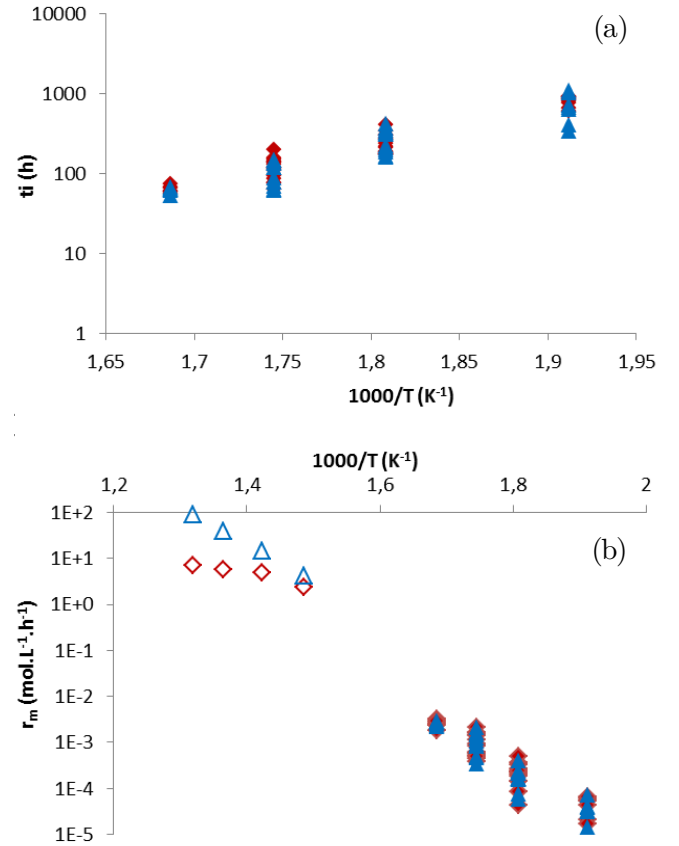 10000
(a)
1000
100
10
1
ti (h)
1,65 1,7 1,75 1,8 1,85 1,9 1,95
1000/T (K-1)
1000/T (K-1)
1,2 1,4 1,6 1,8 2
1E+2
(b)
1E+1
1E+0
1E-1
1E-2
1E-3
1E-4
1E-5
rm (mol.L-1.h-1)